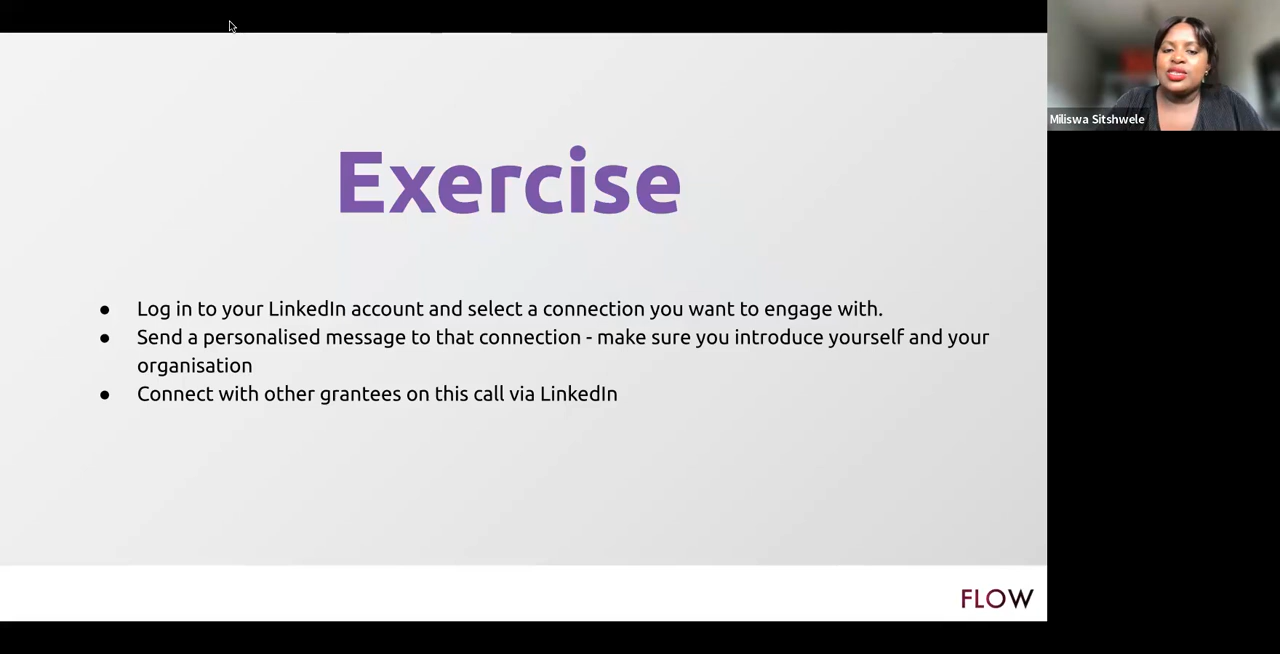 Exercise
● Log in to your LinkedIn account and select a connection you want to engage with.
● Send a personalised message to that connection - make sure you introduce yourself and your
organisation
● Connect with other grantees on this call via LinkedIn
FLOW
Miliswa Sitshwele